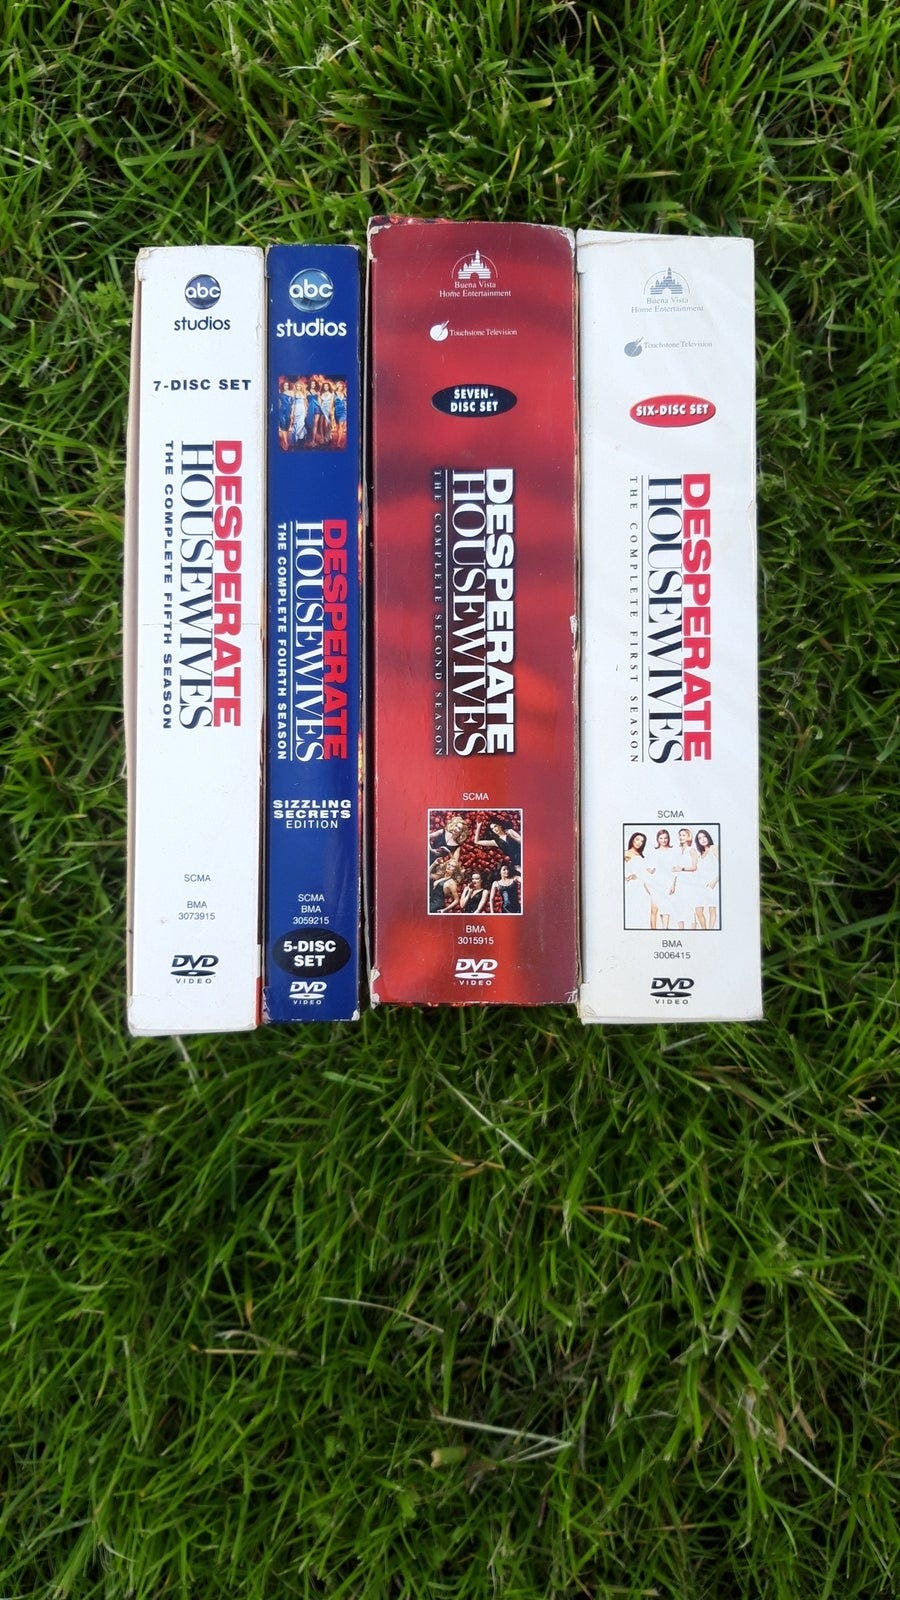 abc
studios
7-DISC SET
DESPERATE
HOUSEWIVES
THE COMPLETE FIFTH SEASON
SCMA
BMA
3073915
DVD
VIDEO
abc
studios
DESPERATE
HOUSEWIVES
THE COMPLETE FOURTH SEASON
SIZZLING
SECRETS
EDITION
SCMA
BMA
3059215
5-DISC
SET
DVD
VIDEO
Buena Vista
Home Entertainment
Touchstone Television
SEVEN-
DISC SET
DESPERATE
HOUSEWIVES
THE COMPLETE SECOND SEASON
SCMA
BMA
3015915
DVD
VIDEO
Buena Vista
Home Entertainment
Touchstone Television
SIX-DISC SET
DESPERATE
HOUSEWIVES
THE COMPLETE FIRST SEASON
SCMA
BMA
3006415
DVD
VIDEO